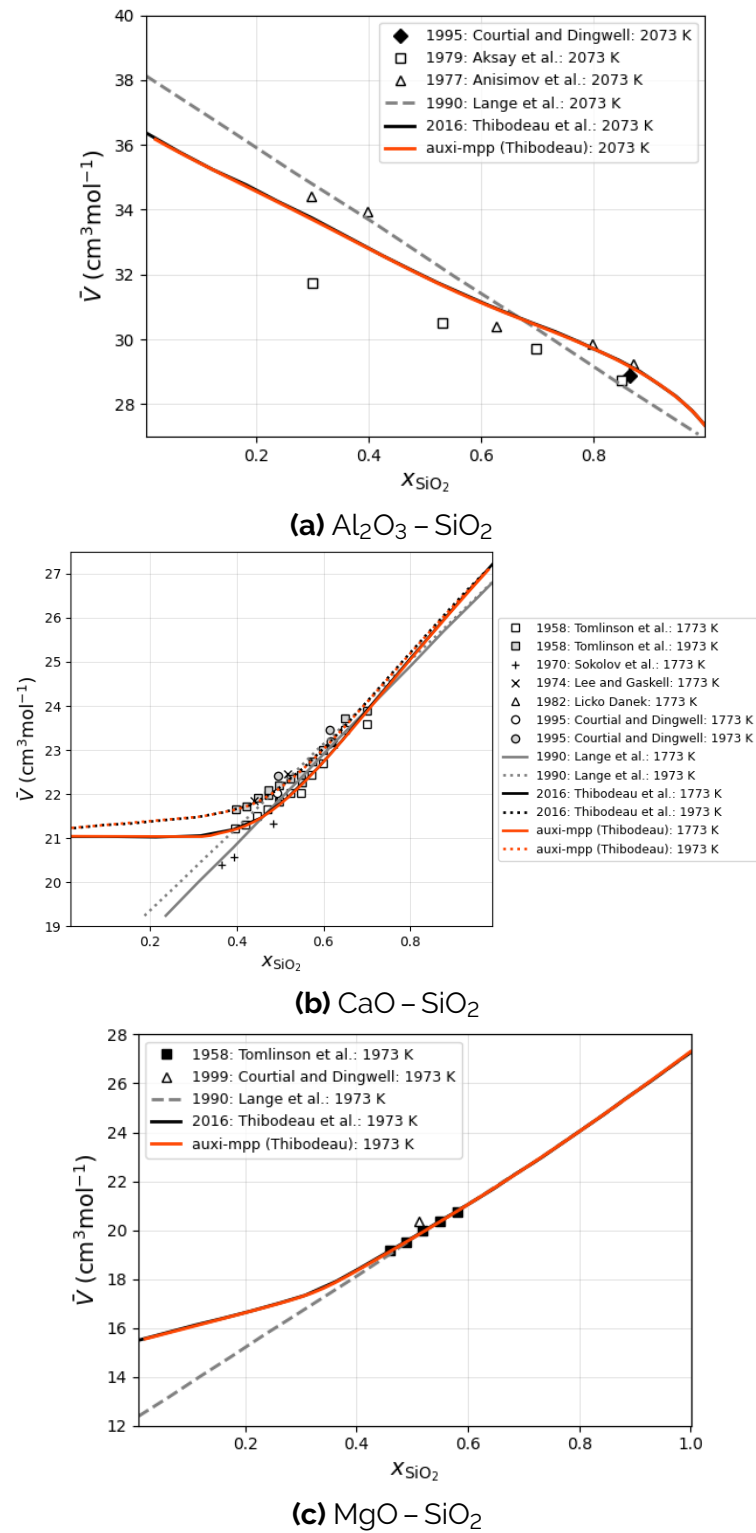 40
38
36
34
32
30
28
V̄ (cm³mol⁻¹)
1995: Courtial and Dingwell: 2073 K
1979: Aksay et al.: 2073 K
1977: Anisimov et al.: 2073 K
1990: Lange et al.: 2073 K
2016: Thibodeau et al.: 2073 K
auxi-mpp (Thibodeau): 2073 K
0.2 0.4 0.6 0.8
x_SiO₂
(a) Al₂O₃ – SiO₂
27
26
25
24
23
22
21
20
19
V̄ (cm³mol⁻¹)
1958: Tomlinson et al.: 1773 K
1958: Tomlinson et al.: 1973 K
1970: Sokolov et al.: 1773 K
1974: Lee and Gaskell: 1773 K
1982: Licko Danek: 1773 K
1995: Courtial and Dingwell: 1773 K
1995: Courtial and Dingwell: 1973 K
1990: Lange et al.: 1773 K
1990: Lange et al.: 1973 K
2016: Thibodeau et al.: 1773 K
2016: Thibodeau et al.: 1973 K
auxi-mpp (Thibodeau): 1773 K
auxi-mpp (Thibodeau): 1973 K
0.2 0.4 0.6 0.8
x_SiO₂
(b) CaO – SiO₂
28
26
24
22
20
18
16
14
12
V̄ (cm³mol⁻¹)
1958: Tomlinson et al.: 1973 K
1999: Courtial and Dingwell: 1973 K
1990: Lange et al.: 1973 K
2016: Thibodeau et al.: 1973 K
auxi-mpp (Thibodeau): 1973 K
0.2 0.4 0.6 0.8 1.0
x_SiO₂
(c) MgO – SiO₂